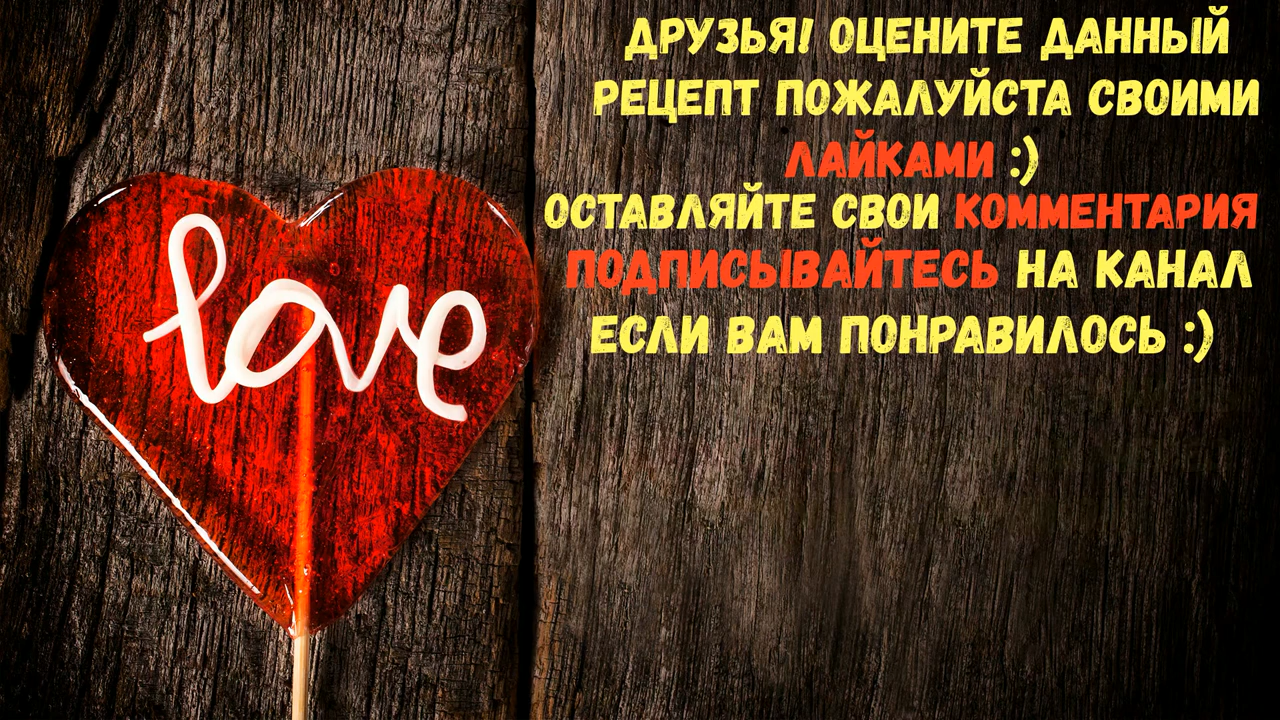 love
ДРУЗЬЯ! ОЦЕНИТЕ ДАННЫЙ
РЕЦЕПТ ПОЖАЛУЙСТА СВОИМИ
ЛАЙКАМИ :)
ОСТАВЛЯЙТЕ СВОИ КОММЕНТАРИЯ
ПОДПИСЫВАЙТЕСЬ НА КАНАЛ
ЕСЛИ ВАМ ПОНРАВИЛОСЬ :)